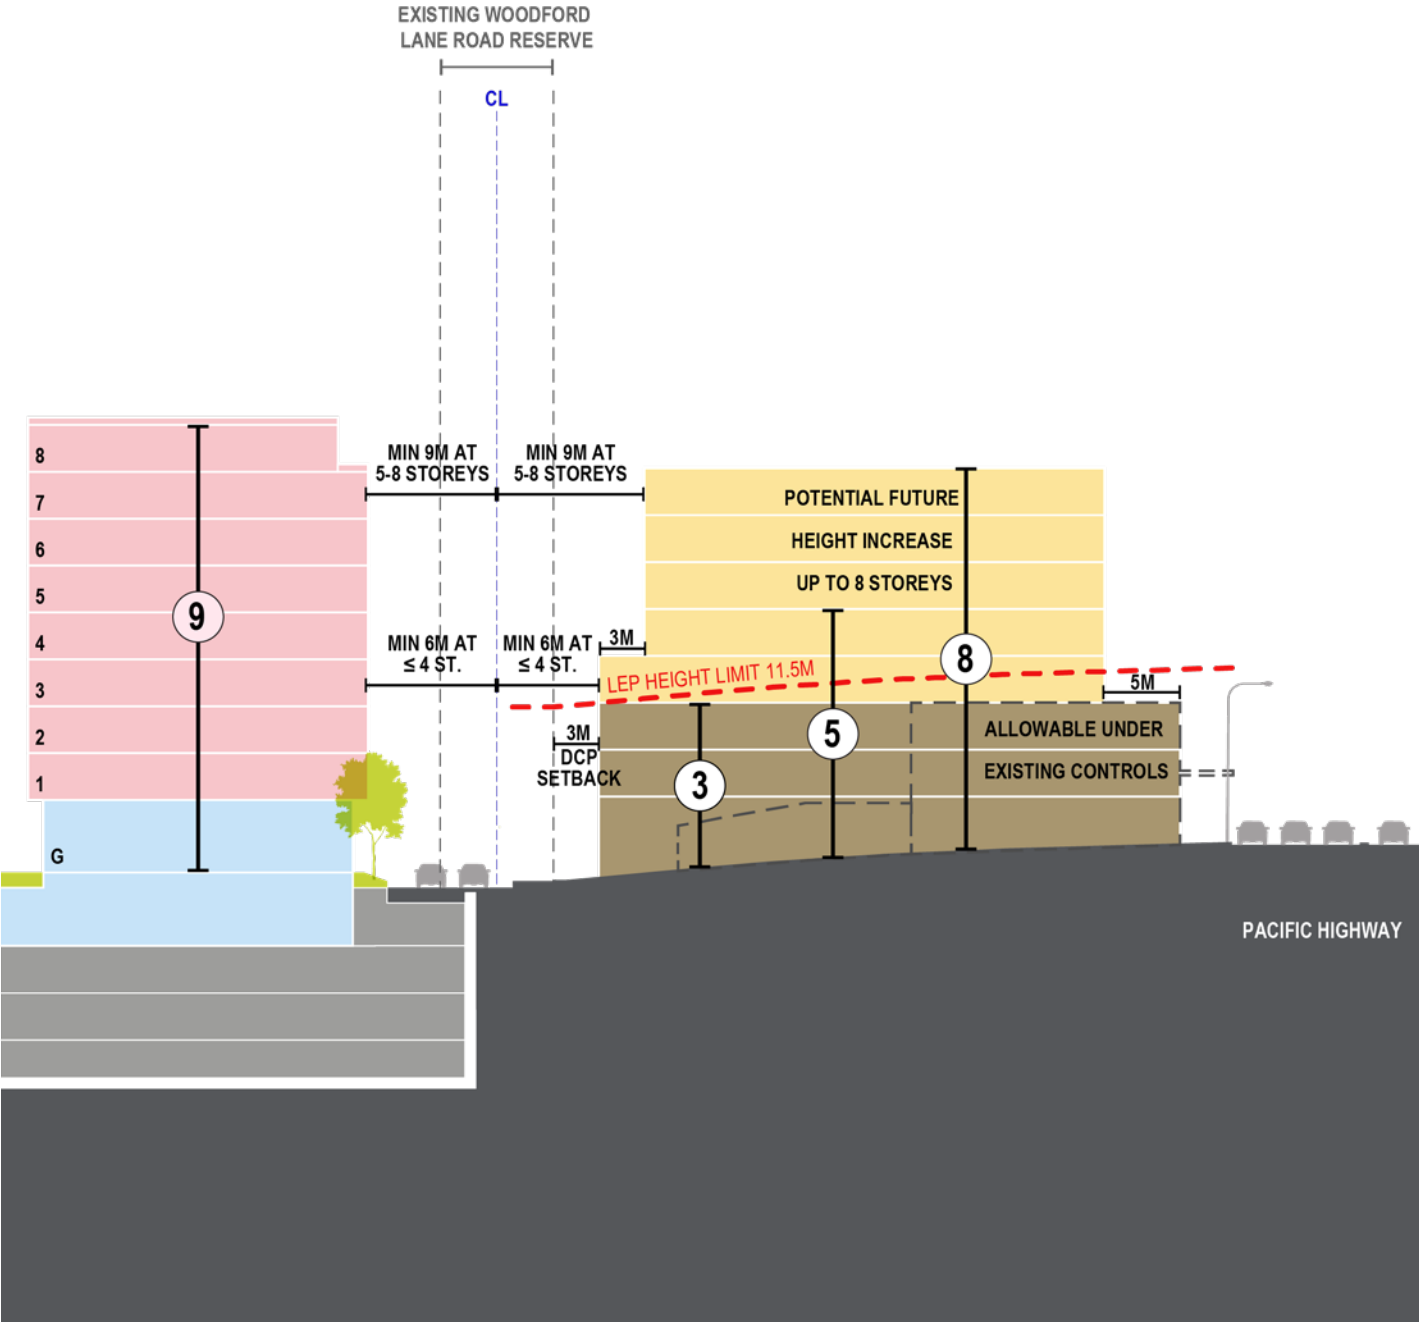 EXISTING WOODFORD
LANE ROAD RESERVE
CL
8
7
6
5
4
3
2
1
G
9
MIN 9M AT
5-8 STOREYS
MIN 9M AT
5-8 STOREYS
MIN 6M AT
≤ 4 ST.
MIN 6M AT
≤ 4 ST.
3M
3M
DCP
SETBACK
LEP HEIGHT LIMIT 11.5M
POTENTIAL FUTURE
HEIGHT INCREASE
UP TO 8 STOREYS
3
5
8
5M
ALLOWABLE UNDER
EXISTING CONTROLS
PACIFIC HIGHWAY